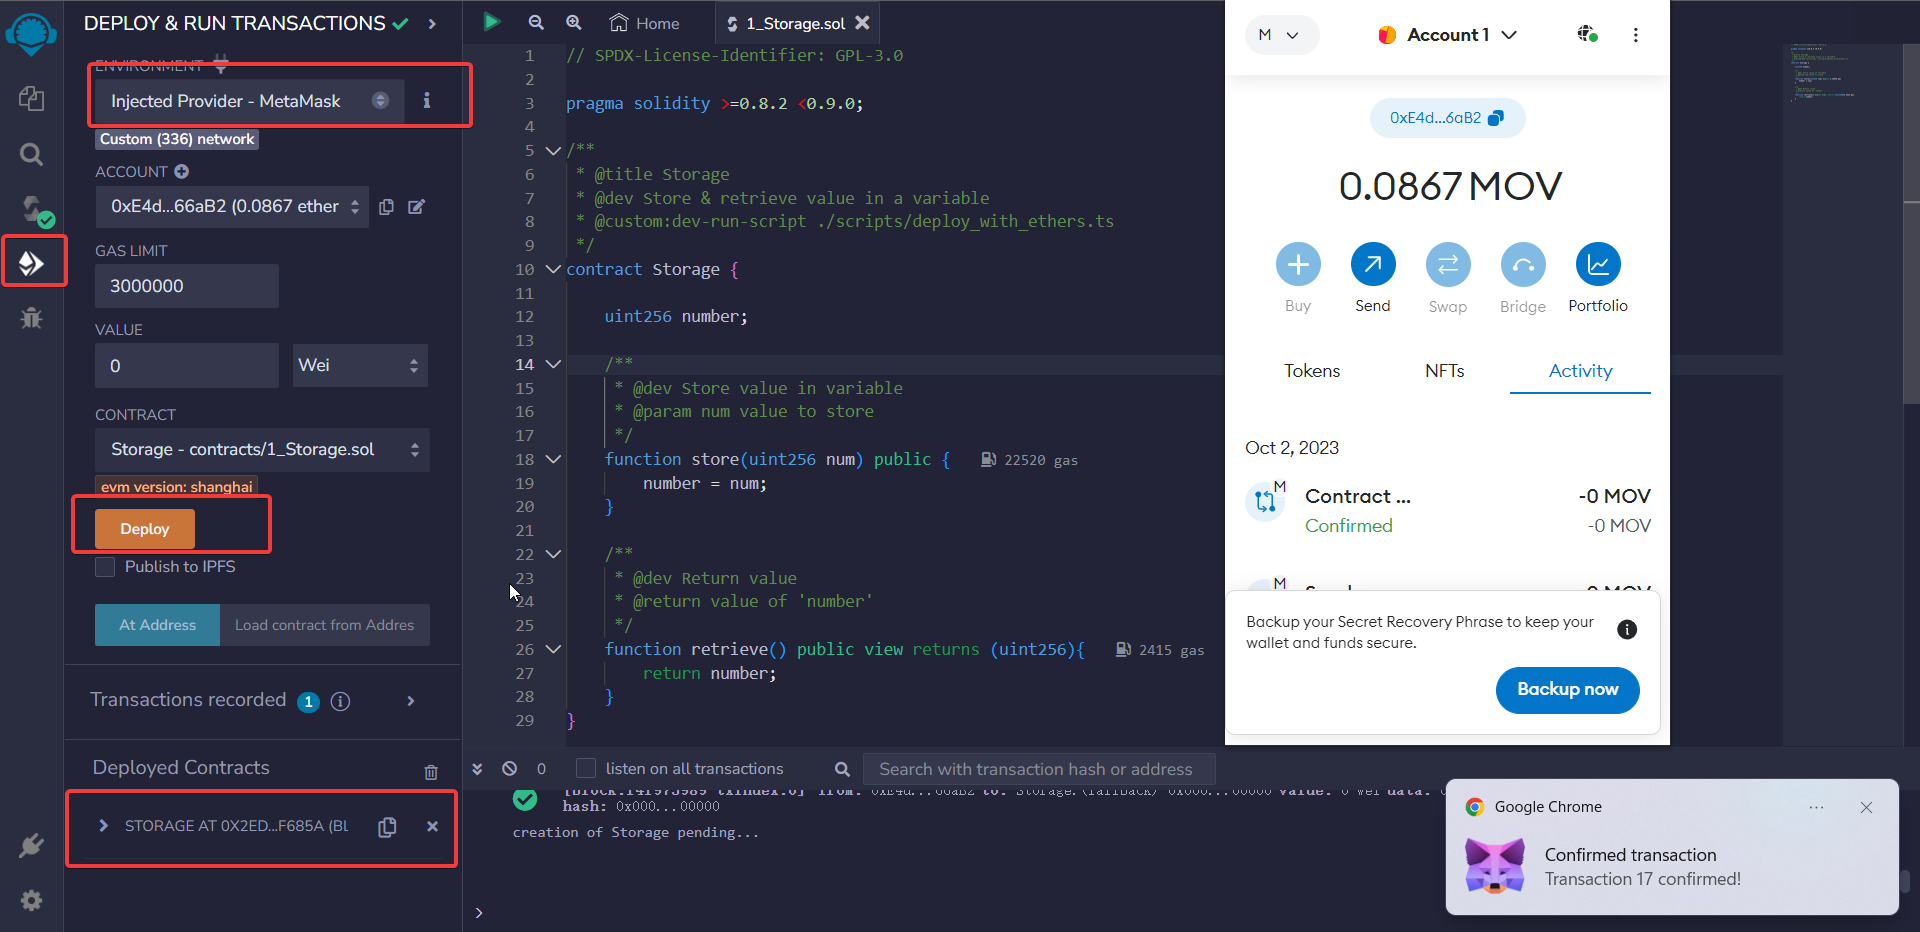 DEPLOY & RUN TRANSACTIONS
ENVIRONMENT
Injected Provider - MetaMask
Custom (336) network
ACCOUNT
0xE4d...66aB2 (0.0867 ether
GAS LIMIT
3000000
VALUE
0
Wei
CONTRACT
Storage - contracts/1_Storage.sol
evm version: shanghai
Deploy
Publish to IPFS
At Address
Load contract from Addres
Transactions recorded 1
Deployed Contracts
STORAGE AT 0X2ED...F685A (BL
Home
1_Storage.sol
1 // SPDX-License-Identifier: GPL-3.0
2
3 pragma solidity >=0.8.2 <0.9.0;
4
5 /**
6 * @title Storage
7 * @dev Store & retrieve value in a variable
8 * @custom:dev-run-script ./scripts/deploy_with_ethers.ts
9 */
10 contract Storage {
11
12 uint256 number;
13
14 /**
15 * @dev Store value in variable
16 * @param num value to store
17 */
18 function store(uint256 num) public { 22520 gas
19 number = num;
20 }
21
22 /**
23 * @dev Return value
24 * @return value of 'number'
25 */
26 function retrieve() public view returns (uint256){ 2415 gas
27 return number;
28 }
29 }
0
listen on all transactions
Search with transaction hash or address
hash: 0x000...00000
creation of Storage pending...
>
M
Account 1
0xE4d...6aB2
0.0867 MOV
Buy
Send
Swap
Bridge
Portfolio
Tokens
NFTs
Activity
Oct 2, 2023
M
Contract ...
-0 MOV
Confirmed
-0 MOV
M
Backup your Secret Recovery Phrase to keep your
wallet and funds secure.
Backup now
Google Chrome
Confirmed transaction
Transaction 17 confirmed!